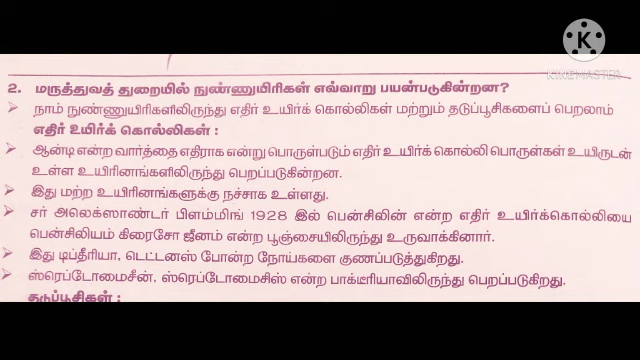 K
KINEMASTER
2. மருத்துவத் துறையில் நுண்ணுயிரிகள் எவ்வாறு பயன்படுகின்றன?
➢ நாம் நுண்ணுயிரிகளிலிருந்து எதிர் உயிர்க் கொல்லிகள் மற்றும் தடுப்பூசிகளைப் பெறலாம்
எதிர் உயிர்க் கொல்லிகள் :
➢ ஆன்டி என்ற வார்த்தை எதிராக என்று பொருள்படும் எதிர் உயிர்க் கொல்லி பொருள்கள் உயிருடன்
உள்ள உயிரினங்களிலிருந்து பெறப்படுகின்றன.
➢ இது மற்ற உயிரினங்களுக்கு நச்சாக உள்ளது.
➢ சர் அலெக்ஸாண்டர் பிளம்மிங் 1928 இல் பென்சிலின் என்ற எதிர் உயிர்க்கொல்லியை
பென்சிலியம் கிரைசோ ஜீனம் என்ற பூஞ்சையிலிருந்து உருவாக்கினார்.
➢ இது டிப்தீரியா, டெட்டனஸ் போன்ற நோய்களை குணப்படுத்துகிறது.
➢ ஸ்ரெப்டோமைசீன், ஸ்ரெப்டோமைசிஸ் என்ற பாக்டீரியாவிலிருந்து பெறப்படுகிறது.
தடுப்பூசிகள் :